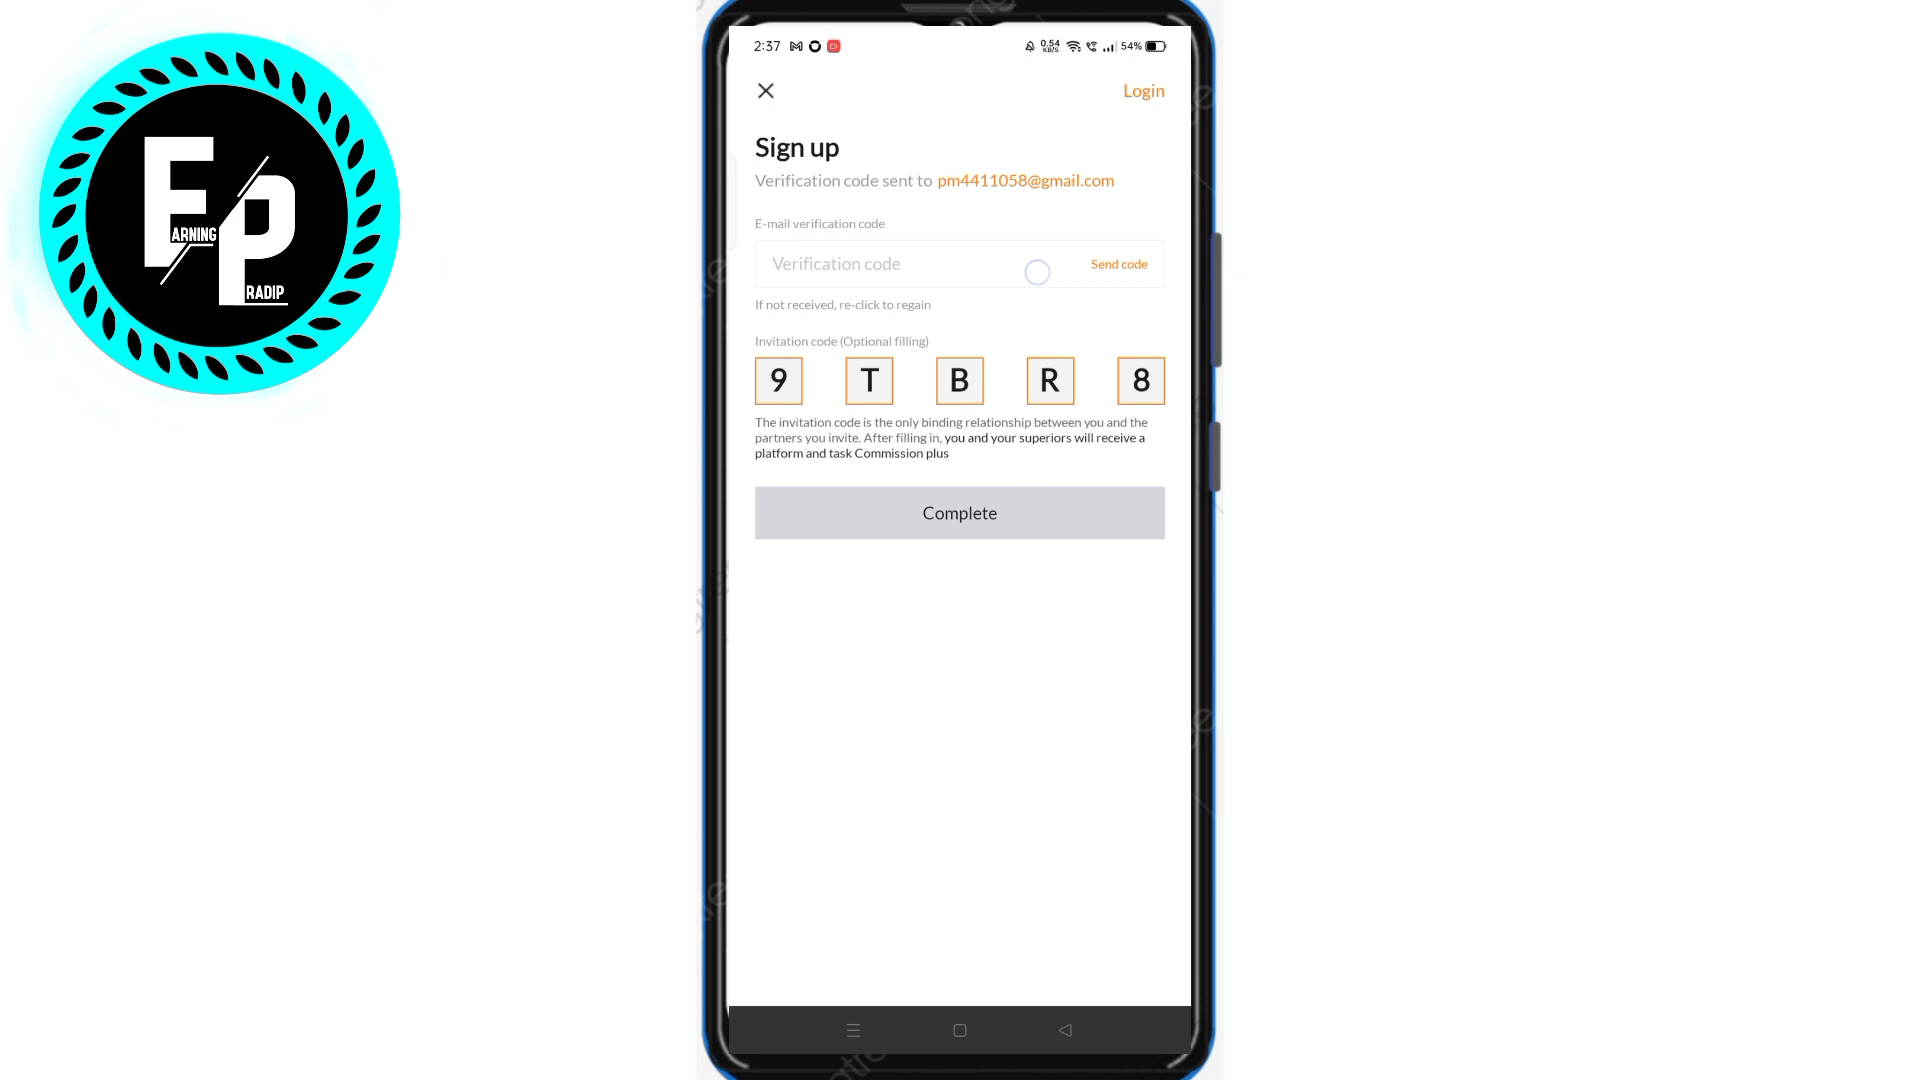 EARNING
PRADIP
2:37
0.54
KB/S
54%
Login
Sign up
Verification code sent to pm4411058@gmail.com
E-mail verification code
Verification code
Send code
If not received, re-click to regain
Invitation code (Optional filling)
9 T B R 8
The invitation code is the only binding relationship between you and the
partners you invite. After filling in, you and your superiors will receive a
platform and task Commission plus
Complete